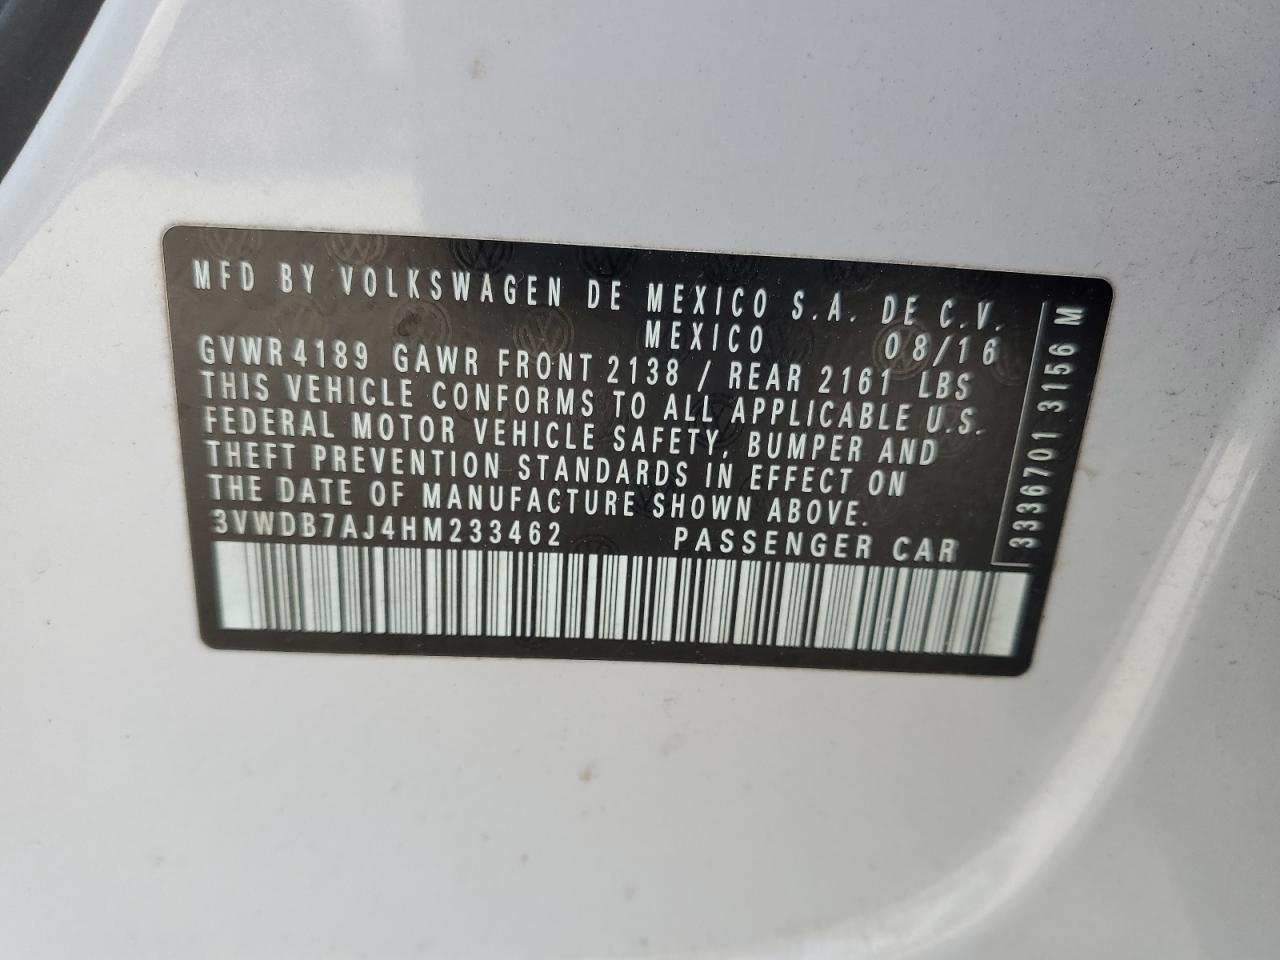 MFD BY VOLKSWAGEN DE MEXICO S.A. DE C.V.
MEXICO 08/16
GVWR 4189 GAWR FRONT 2138 / REAR 2161 LBS
THIS VEHICLE CONFORMS TO ALL APPLICABLE U.S.
FEDERAL MOTOR VEHICLE SAFETY, BUMPER AND
THEFT PREVENTION STANDARDS IN EFFECT ON
THE DATE OF MANUFACTURE SHOWN ABOVE.
3VWDB7AJ4HM233462 PASSENGER CAR
3336701 3156 M